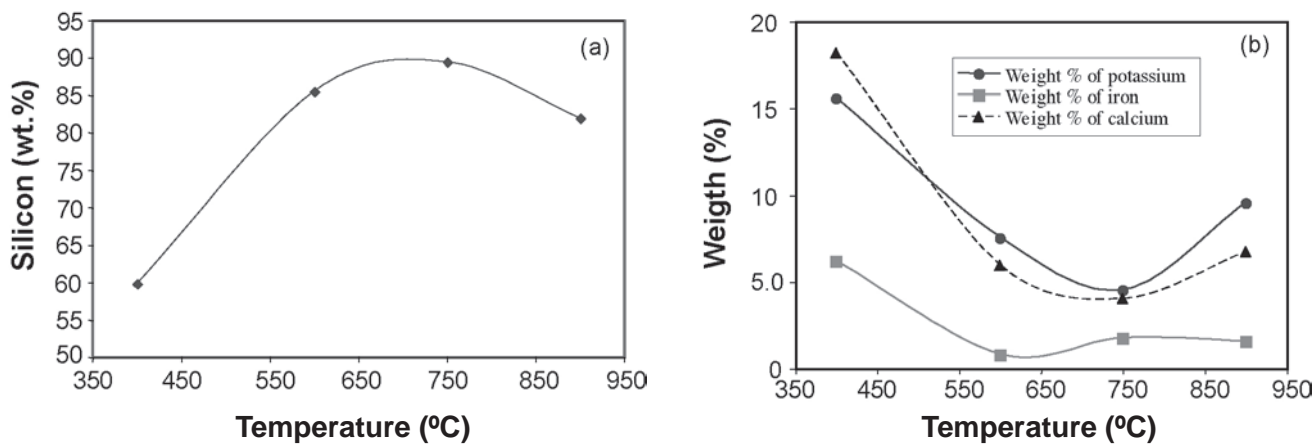 Silicon (wt.%)
95
90
85
80
75
70
65
60
55
50
(a)
350 450 550 650 750 850 950
Temperature (ºC)
Weigth (%)
20
15
10
5.0
0
(b)
Weight % of potassium
Weight % of iron
Weight % of calcium
350 450 550 650 750 850 950
Temperature (ºC)